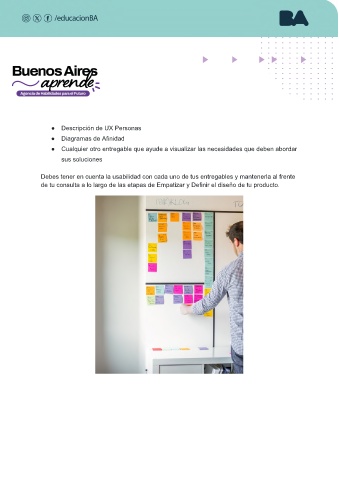 /educacionBA
BA
Buenos Aires
aprende
Agencia de Habilidades para el Futuro
● Descripción de UX Personas
● Diagramas de Afinidad
● Cualquier otro entregable que ayude a visualizar las necesidades que deben abordar
sus soluciones
Debes tener en cuenta la usabilidad con cada uno de tus entregables y mantenerla al frente
de tu consulta a lo largo de las etapas de Empatizar y Definir el diseño de tu producto.